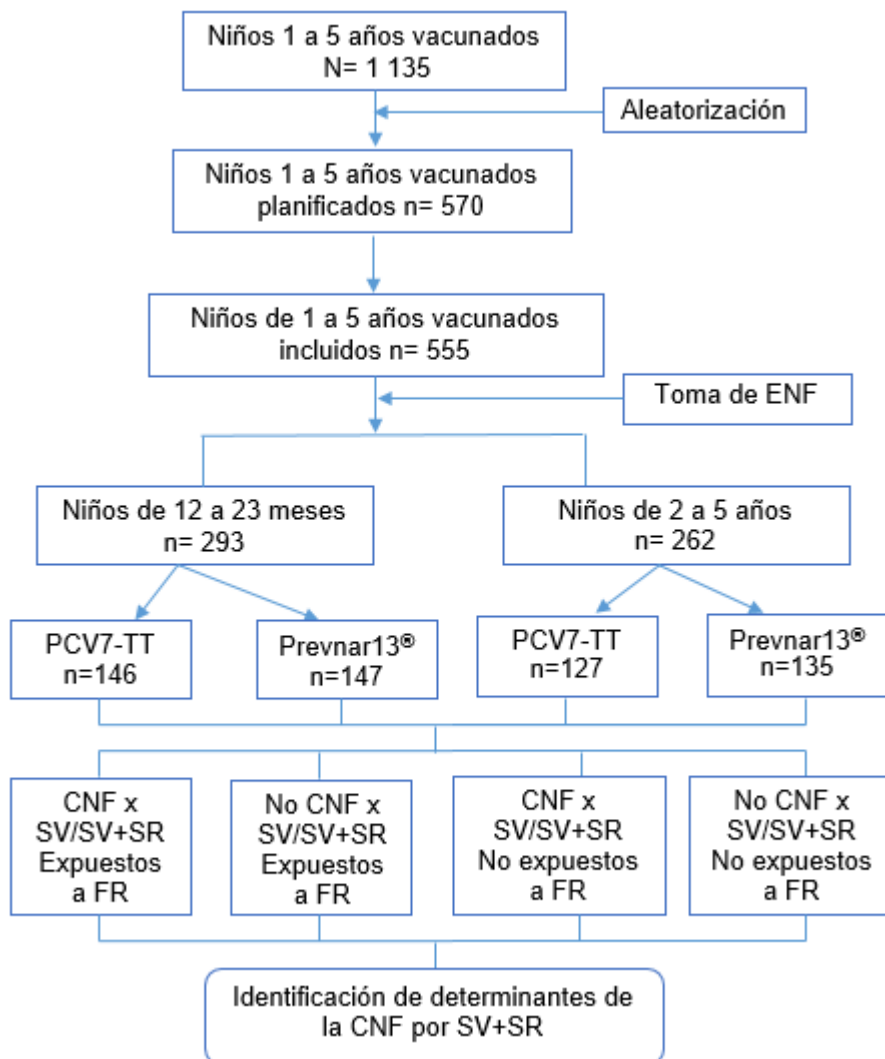 Niños 1 a 5 años vacunados
N= 1 135
Aleatorización
Niños 1 a 5 años vacunados
planificados n= 570
Niños de 1 a 5 años vacunados
incluidos n= 555
Toma de ENF
Niños de 12 a 23 meses
n= 293
Niños de 2 a 5 años
n= 262
PCV7-TT
n=146
Prevnar13®
n=147
PCV7-TT
n=127
Prevnar13®
n=135
CNF x
SV/SV+SR
Expuestos
a FR
No CNF x
SV/SV+SR
Expuestos
a FR
CNF x
SV/SV+SR
No expuestos
a FR
No CNF x
SV/SV+SR
No expuestos
a FR
Identificación de determinantes de
la CNF por SV+SR